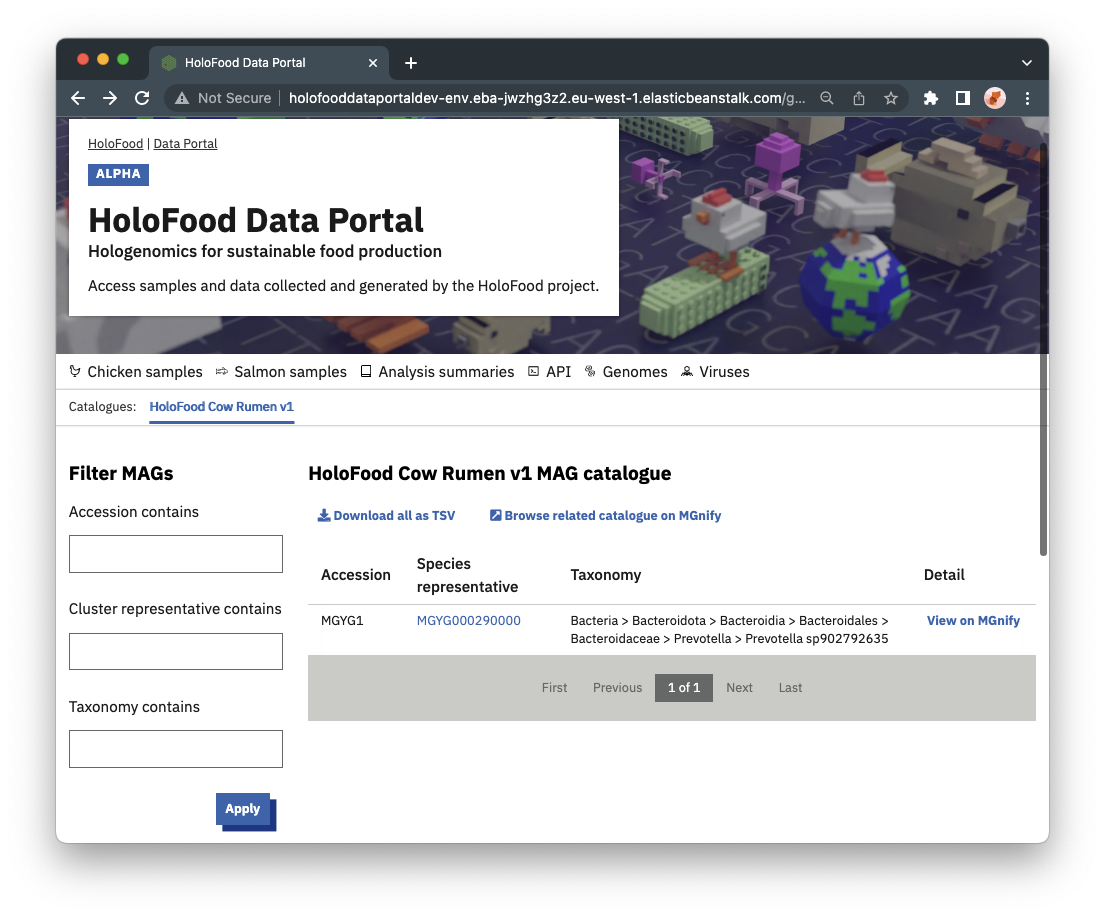 HoloFood Data Portal
Not Secure
holofooddataportaldev-env.eba-jwzhg3z2.eu-west-1.elasticbeanstalk.com/g...
HoloFood | Data Portal
ALPHA
HoloFood Data Portal
Hologenomics for sustainable food production
Access samples and data collected and generated by the HoloFood project.
Chicken samples Salmon samples Analysis summaries API Genomes Viruses
Catalogues: HoloFood Cow Rumen v1
Filter MAGs
Accession contains
Cluster representative contains
Taxonomy contains
Apply
HoloFood Cow Rumen v1 MAG catalogue
Download all as TSV Browse related catalogue on MGnify
Accession Species representative Taxonomy Detail
MGYG1 MGYG000290000 Bacteria > Bacteroidota > Bacteroidia > Bacteroidales > View on MGnify
Bacteroidaceae > Prevotella > Prevotella sp902792635
First Previous 1 of 1 Next Last